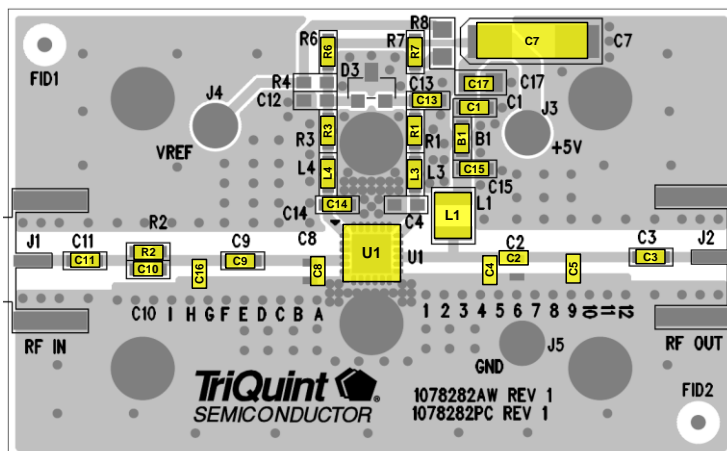 R8
R6
R6
R7
R7
C7
C7
FID1
D3
R4
C13
C13
C17
C17
J4
C12
C1
C1
J3
VREF
R3
R3
R1
R1
B1
B1
+5V
L4
L4
L3
L3
C15
C15
C14
C14
C4
L1
L1
J1
C11
C11
R2
R2
C10
C9
C9
C8
C8
U1
U1
C2
C2
C3
C3
J2
C16
C4
C5
C10 I H G F E D C B A
1 2 3 4 5 6 7 8 9 10 11 12
RF IN
RF OUT
J5
GND
TriQuint
SEMICONDUCTOR
1078282AW REV 1
1078282PC REV 1
FID2